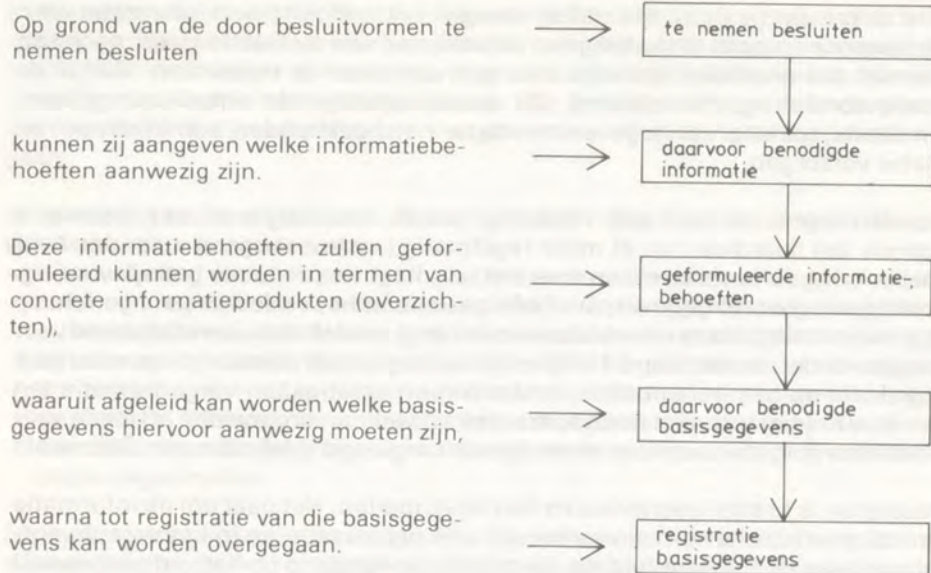 Op grond van de door besluitvormen te
nemen besluiten
te nemen besluiten
kunnen zij aangeven welke informatiebe-
hoeften aanwezig zijn.
daarvoor benodigde
informatie
Deze informatiebehoeften zullen gefor-
muleerd kunnen worden in termen van
concrete informatieprodukten (overzich-
ten),
geformuleerde informatie-
behoeften
waaruit afgeleid kan worden welke basis-
gegevens hiervoor aanwezig moeten zijn,
daarvoor benodigde
basisgegevens
waarna tot registratie van die basisgege-
vens kan worden overgegaan.
registratie
basisgegevens